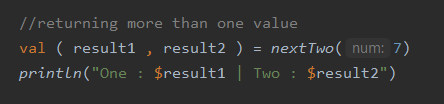 //returning more than one value
val ( result1 , result2 ) = nextTwo( num: 7)
println("One : $result1 | Two : $result2")